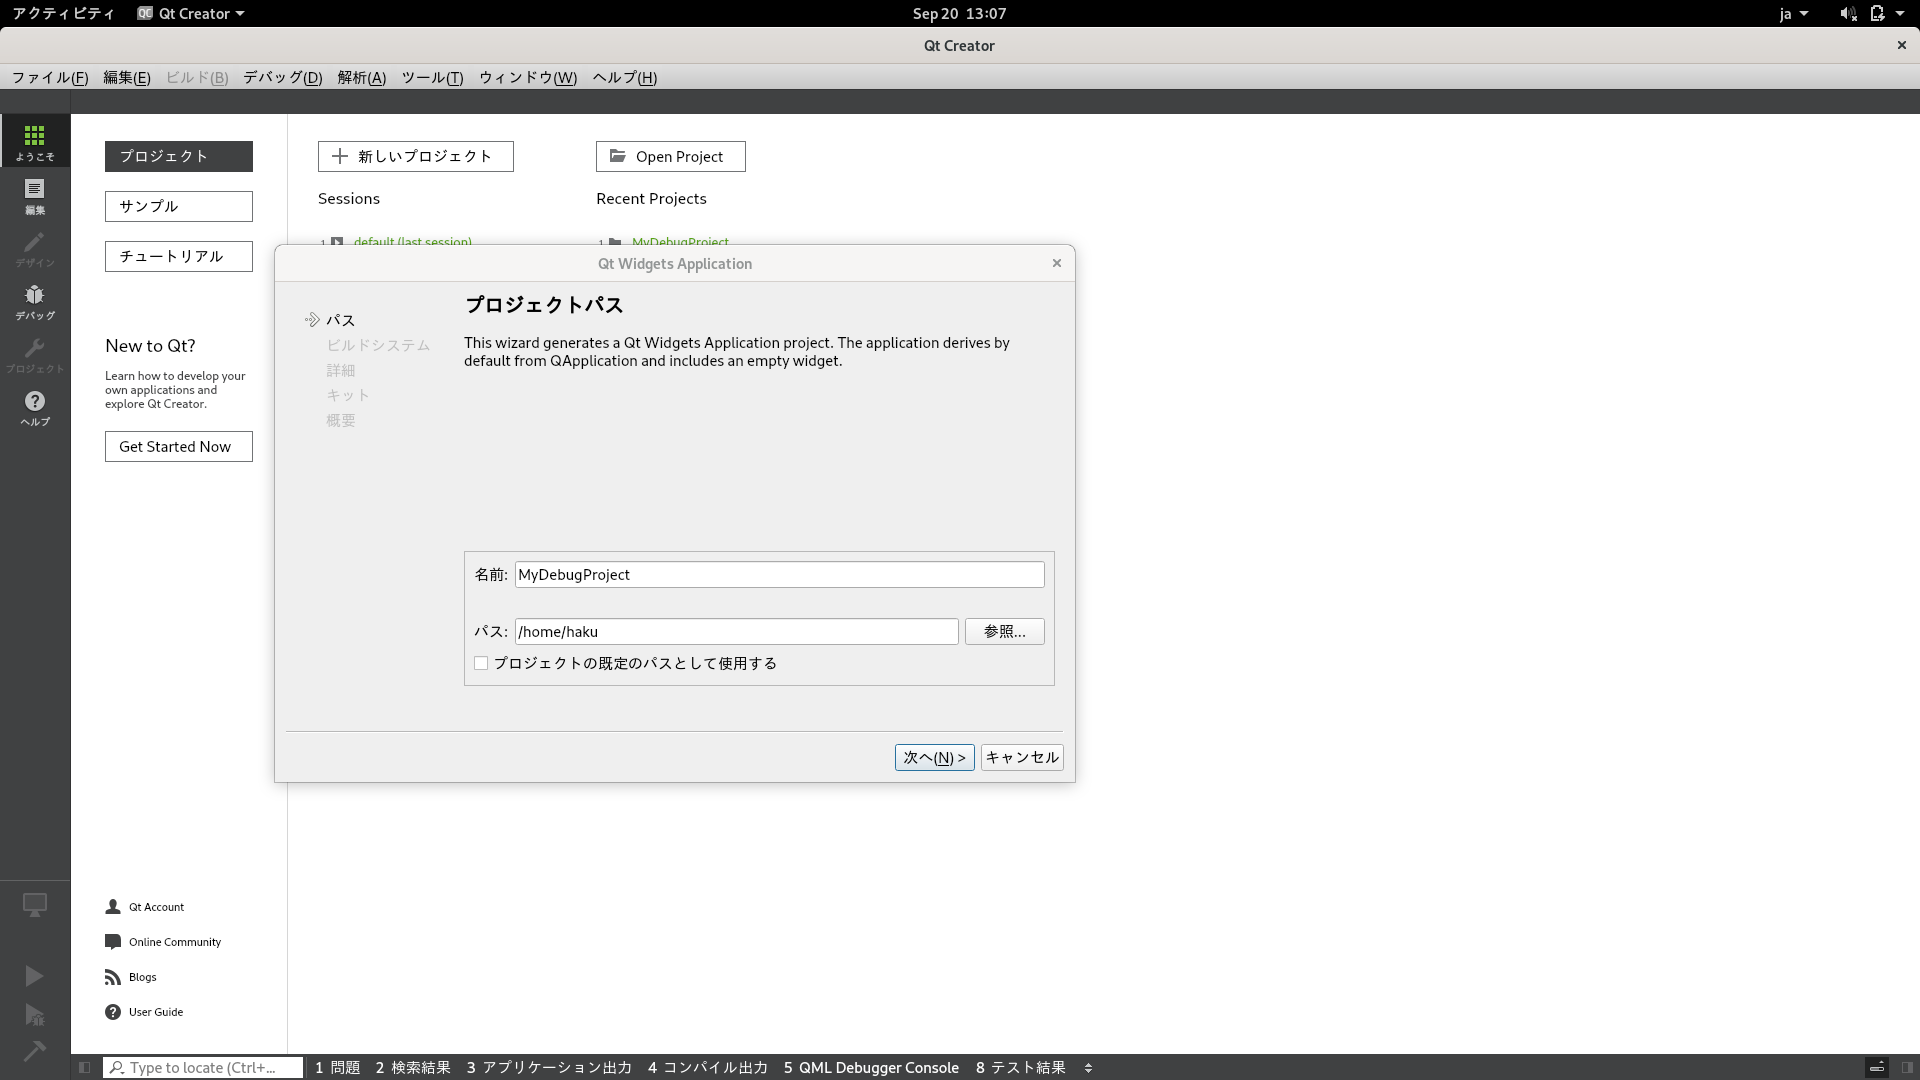 アクティビティ
Qt Creator
Sep 20 13:07
ja
Qt Creator
ファイル(F) 編集(E) ビルド(B) デバッグ(D) 解析(A) ツール(T) ウィンドウ(W) ヘルプ(H)
ようこそ
編集
デザイン
デバッグ
プロジェクト
ヘルプ
プロジェクト
サンプル
チュートリアル
New to Qt?
Learn how to develop your
own applications and
explore Qt Creator.
Get Started Now
Qt Account
Online Community
Blogs
User Guide
新しいプロジェクト
Open Project
Sessions
Recent Projects
1 default (last session)
1 MyDebugProject
Qt Widgets Application
パス
ビルドシステム
詳細
キット
概要
プロジェクトパス
This wizard generates a Qt Widgets Application project. The application derives by
default from QApplication and includes an empty widget.
名前: MyDebugProject
パス: /home/haku 参照...
プロジェクトの既定のパスとして使用する
次へ(N) > キャンセル
Type to locate (Ctrl+...
1 問題 2 検索結果 3 アプリケーション出力 4 コンパイル出力 5 QML Debugger Console 8 テスト結果